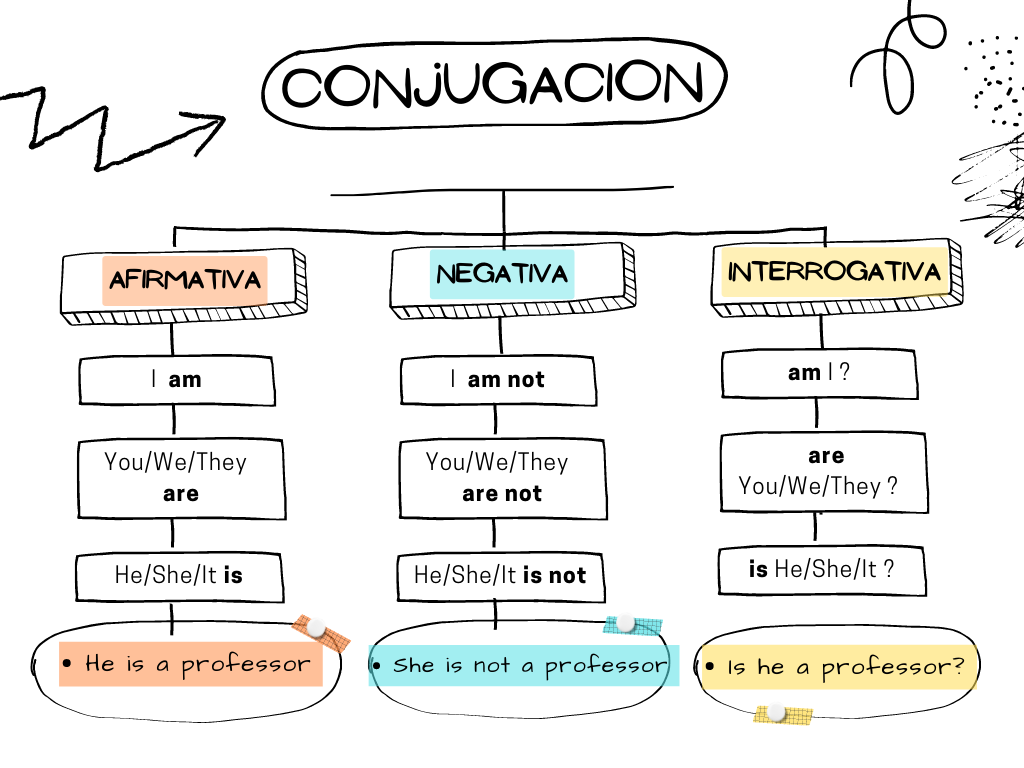 CONJUGACION
AFIRMATIVA
I am
You/We/They
are
He/She/It is
• He is a professor
NEGATIVA
I am not
You/We/They
are not
He/She/It is not
• She is not a professor
INTERROGATIVA
am I ?
are
You/We/They ?
is He/She/It ?
• Is he a professor?